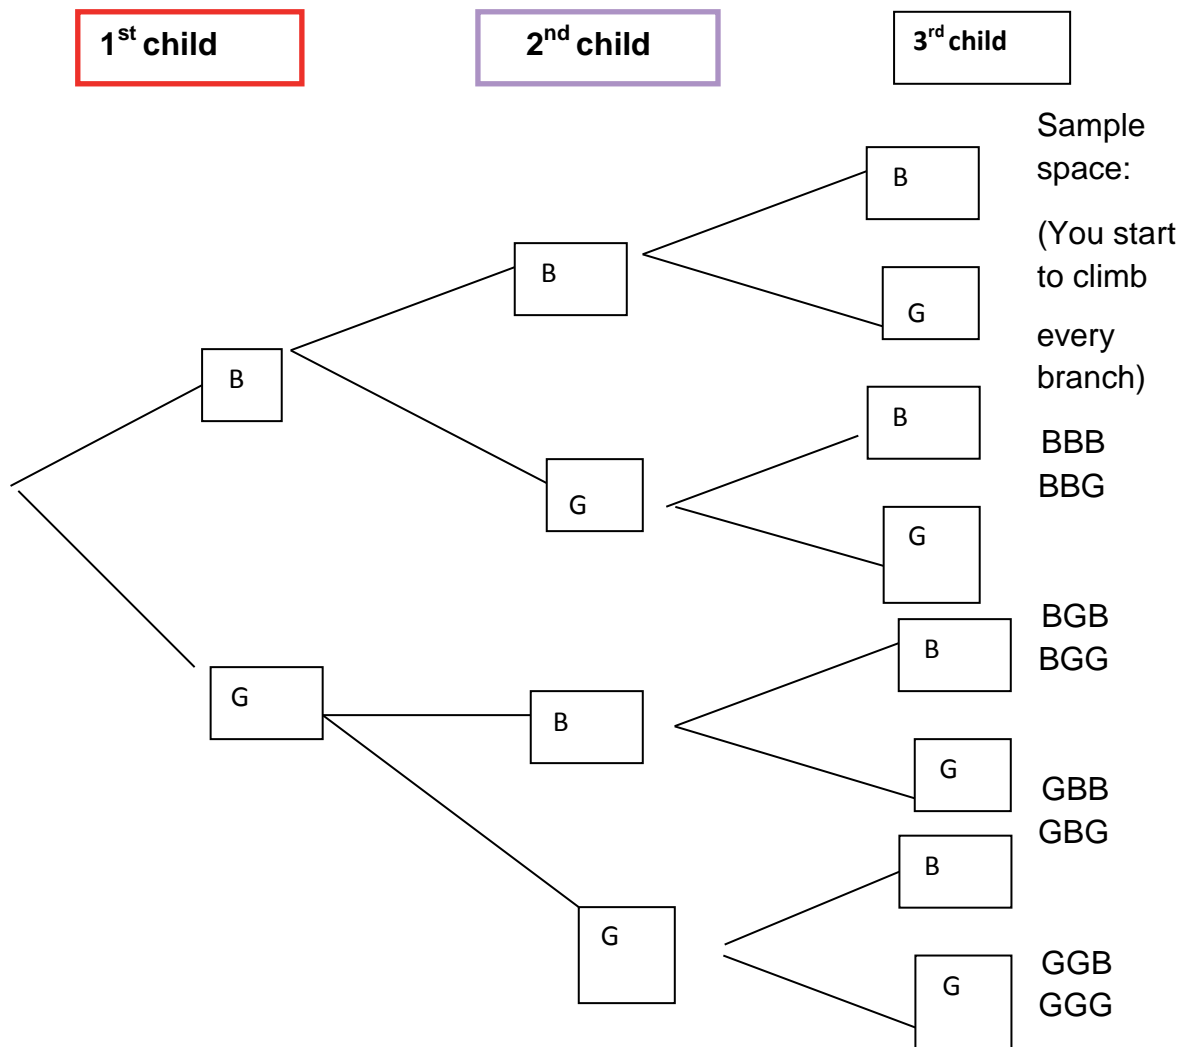 1st child
2nd child
3rd child
Sample
space:
(You start
to climb
every
branch)
B
G
B
G
B
G
B
B
G
B
G
B
G
B
G
BBB
BBG
BGB
BGG
GBB
GBG
GGB
GGG